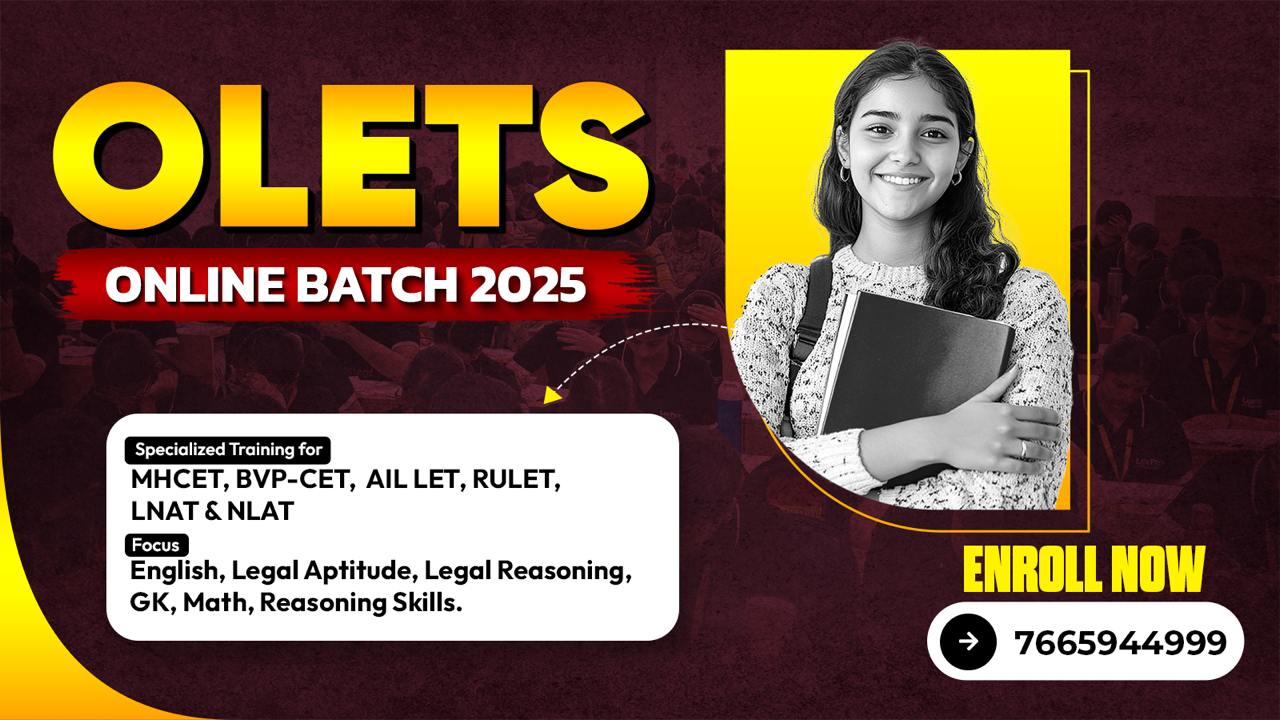 OLETS
ONLINE BATCH 2025
Specialized Training for
MHCET, BVP-CET, AIL LET, RULET,
LNAT & NLAT
Focus
English, Legal Aptitude, Legal Reasoning,
GK, Math, Reasoning Skills.
ENROLL NOW
7665944999